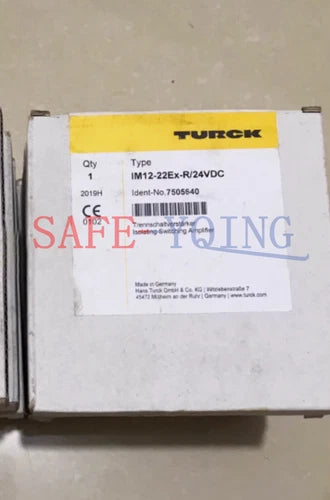 TURCK
Qty Type
1 IM12-22Ex-R/24VDC
2019H Ident-No. 7505640
CE
0102 Trennschaltverstärker
Isolating Switching Amplifier
SAFE YQING
Made in Germany
Hans Turck GmbH & Co. KG | Witzlebenstraße 7
45472 Mülheim an der Ruhr | Germany | www.turck.com